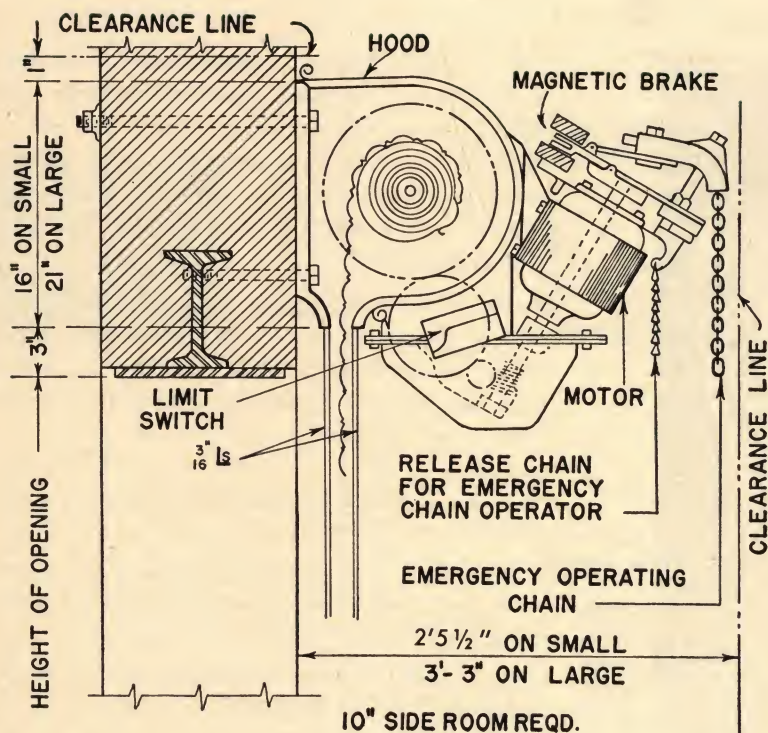 CLEARANCE LINE
HOOD
MAGNETIC BRAKE
1"
16" ON SMALL
21" ON LARGE
3"
LIMIT
SWITCH
3/16" Ls
MOTOR
RELEASE CHAIN
FOR EMERGENCY
CHAIN OPERATOR
EMERGENCY OPERATING
CHAIN
CLEARANCE LINE
HEIGHT OF OPENING
2'5 1/2" ON SMALL
3'-3" ON LARGE
10" SIDE ROOM REQD.